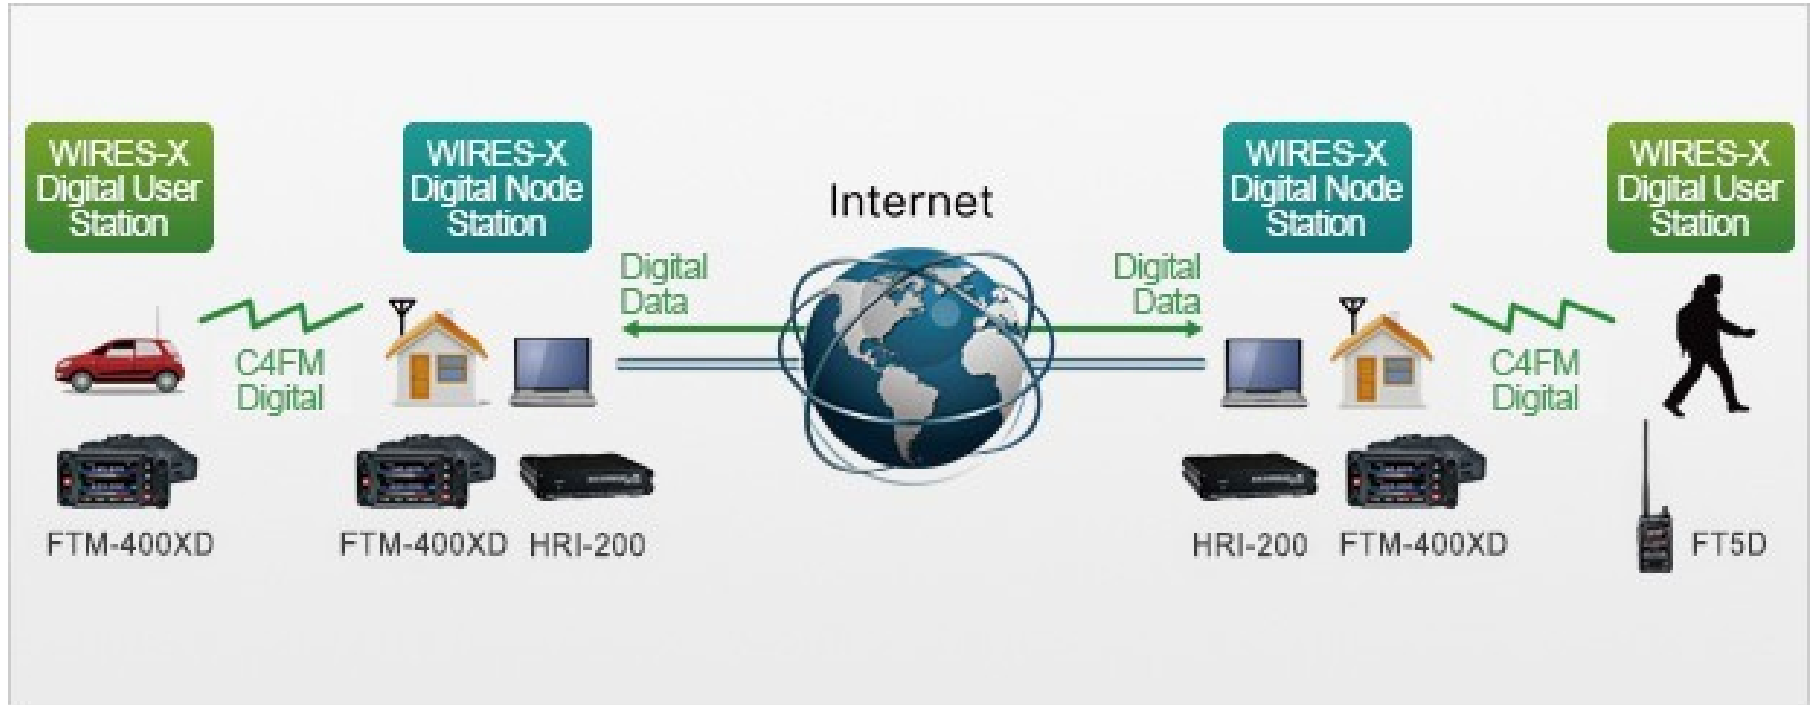 WIRES-X
Digital User
Station
WIRES-X
Digital Node
Station
Internet
WIRES-X
Digital Node
Station
WIRES-X
Digital User
Station
Digital
Data
Digital
Data
C4FM
Digital
C4FM
Digital
FTM-400XD
FTM-400XD
HRI-200
HRI-200
FTM-400XD
FT5D